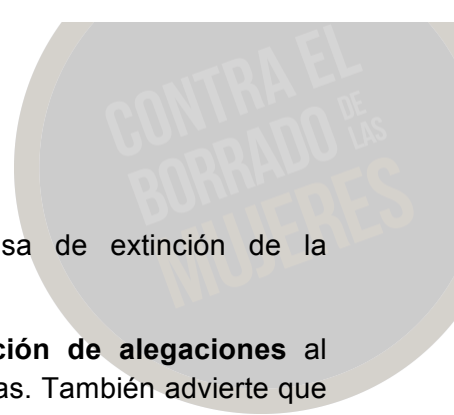 CONTRA EL
BORRADO DE
LAS
MUJERES
sa de extinción de la
ción de alegaciones al
as. También advierte que